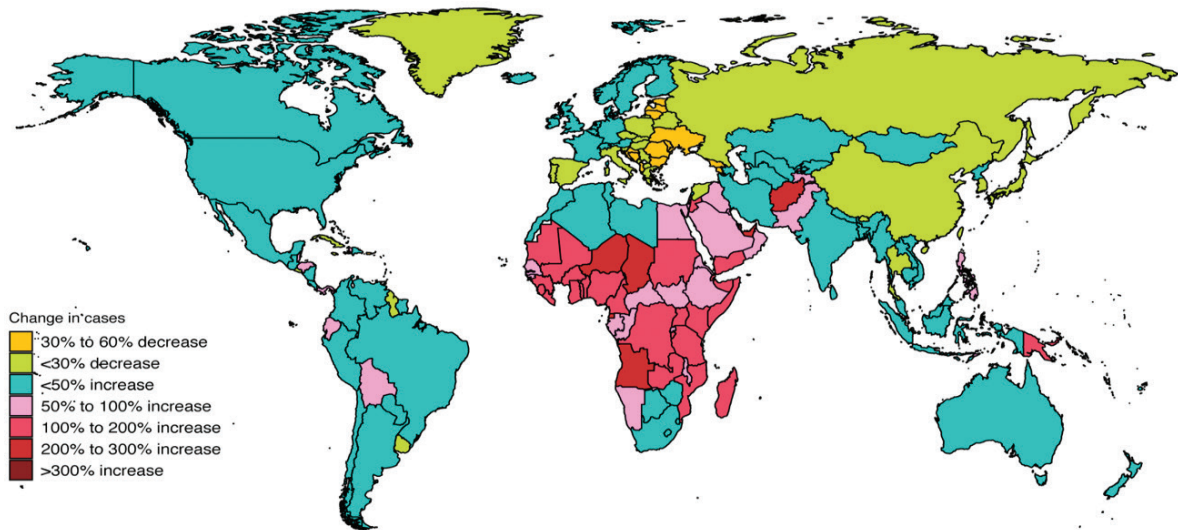 Change in cases
30% to 60% decrease
<30% decrease
<50% increase
50% to 100% increase
100% to 200% increase
200% to 300% increase
>300% increase